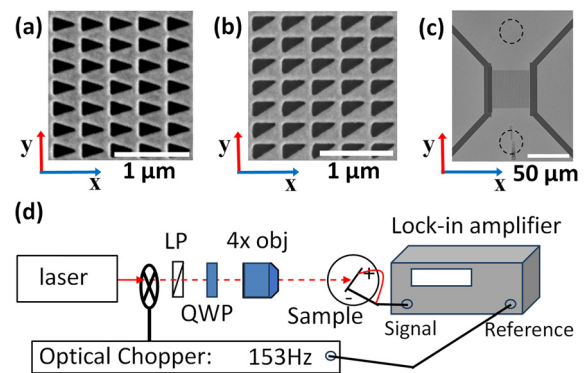 (a)
(b)
(c)
y
x
1 μm
y
x
1 μm
y
x
50 μm
(d)
LP
4x obj
Lock-in amplifier
laser
+
-
QWP
Sample
Signal
Reference
Optical Chopper: 153Hz